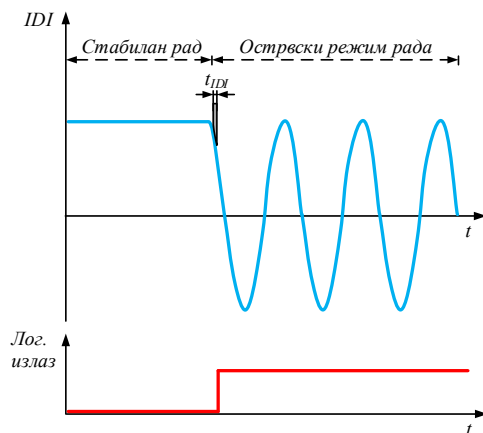 IDI
Стабилан рад
Острвски режим рада
tIDI
t
Лог.
излаз
t